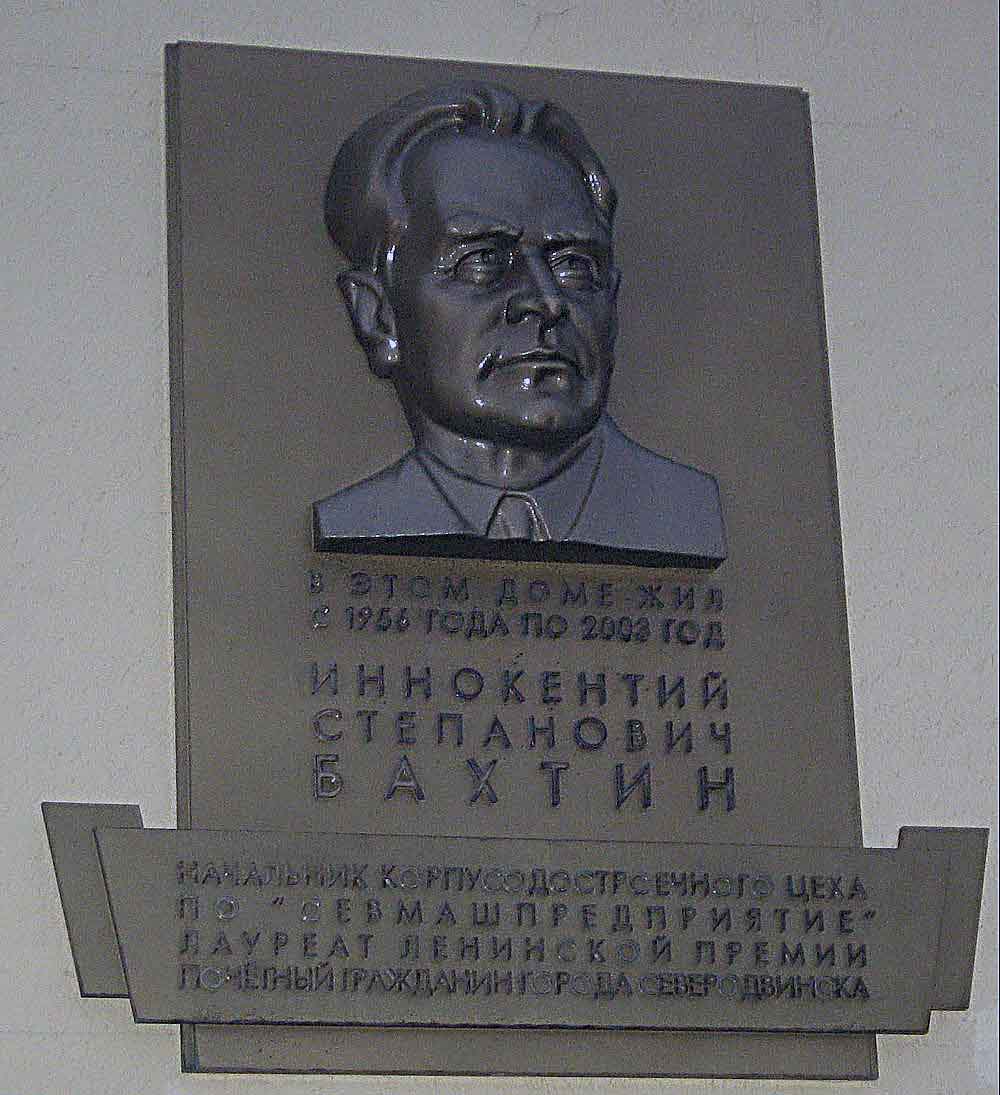 В ЭТОМ ДОМЕ ЖИЛ
С 1956 ГОДА ПО 2003 ГОД
ИННОКЕНТИЙ
СТЕПАНОВИЧ
БАХТИН
НАЧАЛЬНИК КОРПУСОДОСТРОЕЧНОГО ЦЕХА
ПО "СЕВМАШПРЕДПРИЯТИЕ"
ЛАУРЕАТ ЛЕНИНСКОЙ ПРЕМИИ
ПОЧЁТНЫЙ ГРАЖДАНИН ГОРОДА СЕВЕРОДВИНСКА